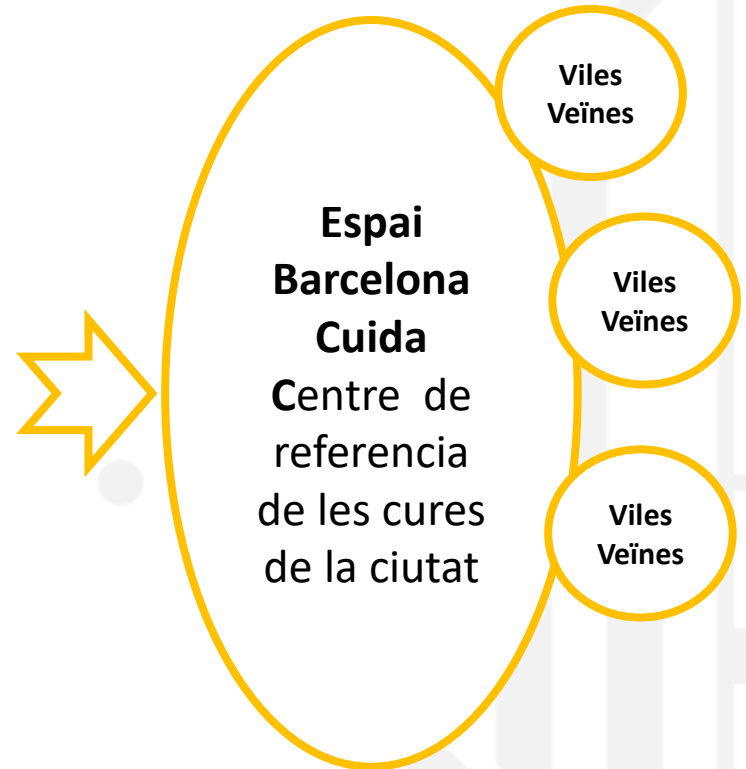 Espai
Barcelona
Cuida
Centre de
referencia
de les cures
de la ciutat
Viles
Veïnes
Viles
Veïnes
Viles
Veïnes